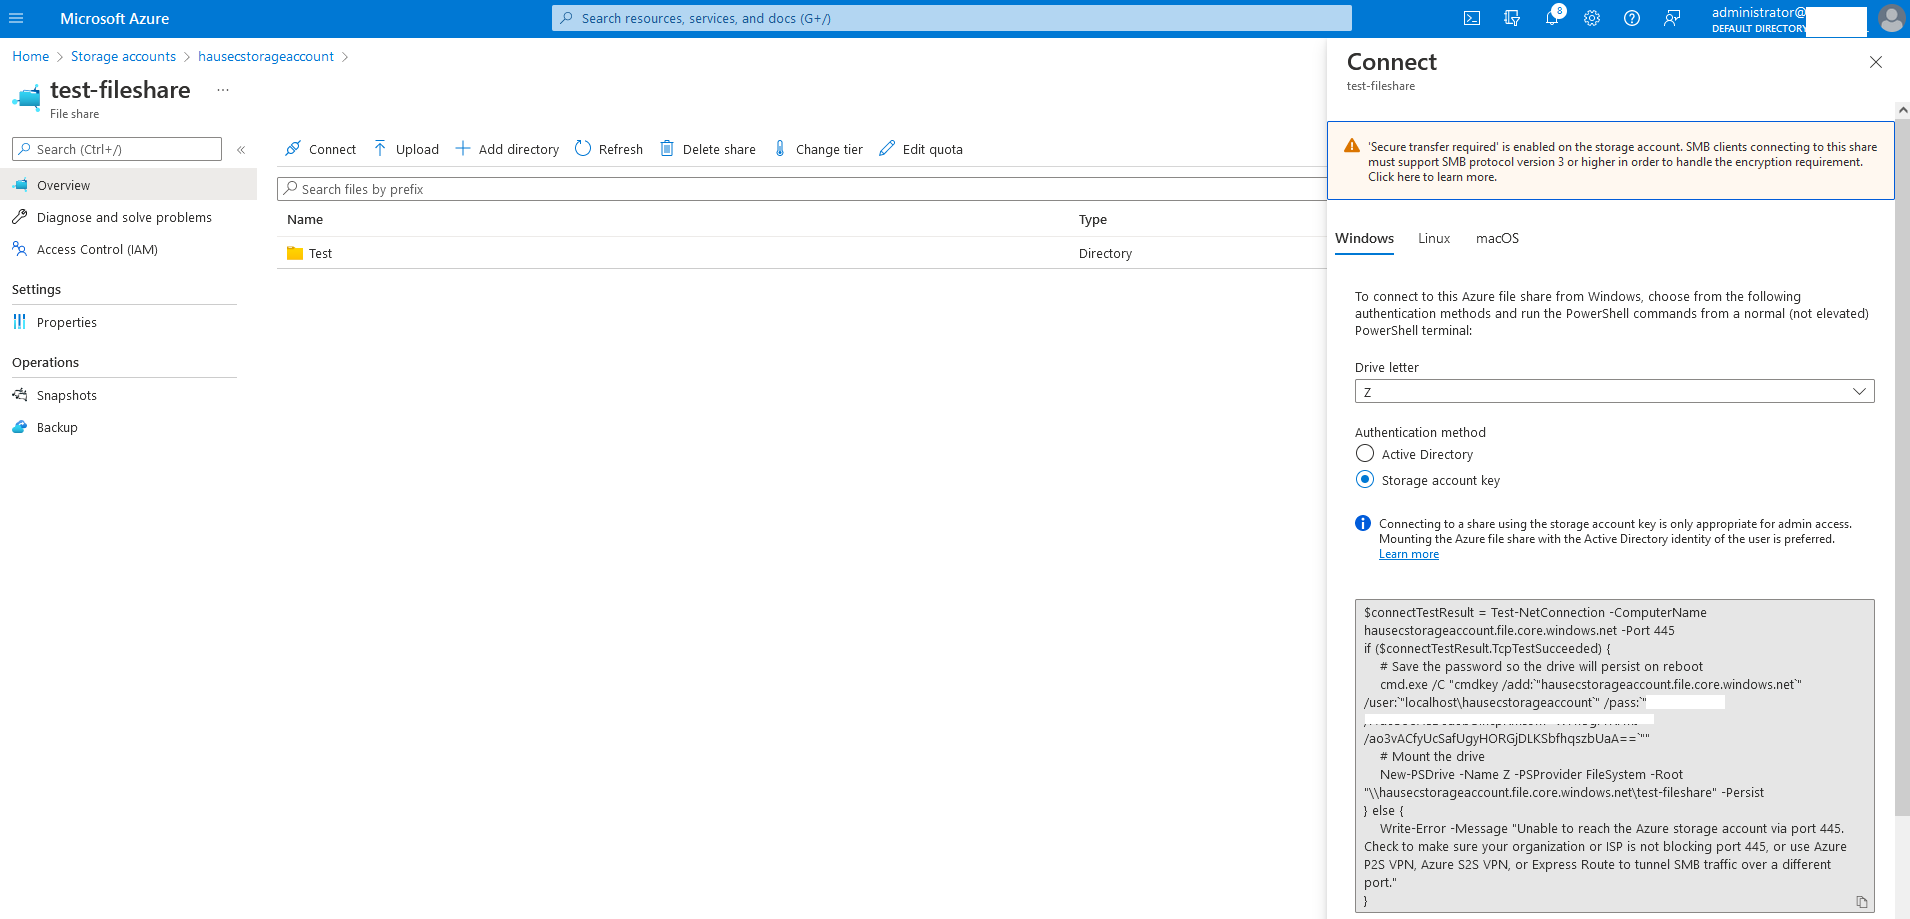 Microsoft Azure
Search resources, services, and docs (G+/)
8
administrator@
DEFAULT DIRECTORY
Home > Storage accounts > hausecstorageaccount >
test-fileshare ...
File share
Search (Ctrl+/)
«
Overview
Diagnose and solve problems
Access Control (IAM)
Settings
Properties
Operations
Snapshots
Backup
Connect
Upload
Add directory
Refresh
Delete share
Change tier
Edit quota
Search files by prefix
Name Type
Test Directory
Connect
test-fileshare
'Secure transfer required' is enabled on the storage account. SMB clients connecting to this share
must support SMB protocol version 3 or higher in order to handle the encryption requirement.
Click here to learn more.
Windows Linux macOS
To connect to this Azure file share from Windows, choose from the following
authentication methods and run the PowerShell commands from a normal (not elevated)
PowerShell terminal:
Drive letter
Z
Authentication method
Active Directory
Storage account key
Connecting to a share using the storage account key is only appropriate for admin access.
Mounting the Azure file share with the Active Directory identity of the user is preferred.
Learn more
$connectTestResult = Test-NetConnection -ComputerName
hausecstorageaccount.file.core.windows.net -Port 445
if ($connectTestResult.TcpTestSucceeded) {
# Save the password so the drive will persist on reboot
cmd.exe /C "cmdkey /add:`"hausecstorageaccount.file.core.windows.net`"
/user:`"localhost\hausecstorageaccount`" /pass:`"
/ao3vACfyUcSafUgyHORGjDLKSbfhqszbUaA==`""
# Mount the drive
New-PSDrive -Name Z -PSProvider FileSystem -Root
"\\hausecstorageaccount.file.core.windows.net\test-fileshare" -Persist
} else {
Write-Error -Message "Unable to reach the Azure storage account via port 445.
Check to make sure your organization or ISP is not blocking port 445, or use Azure
P2S VPN, Azure S2S VPN, or Express Route to tunnel SMB traffic over a different
port."
}